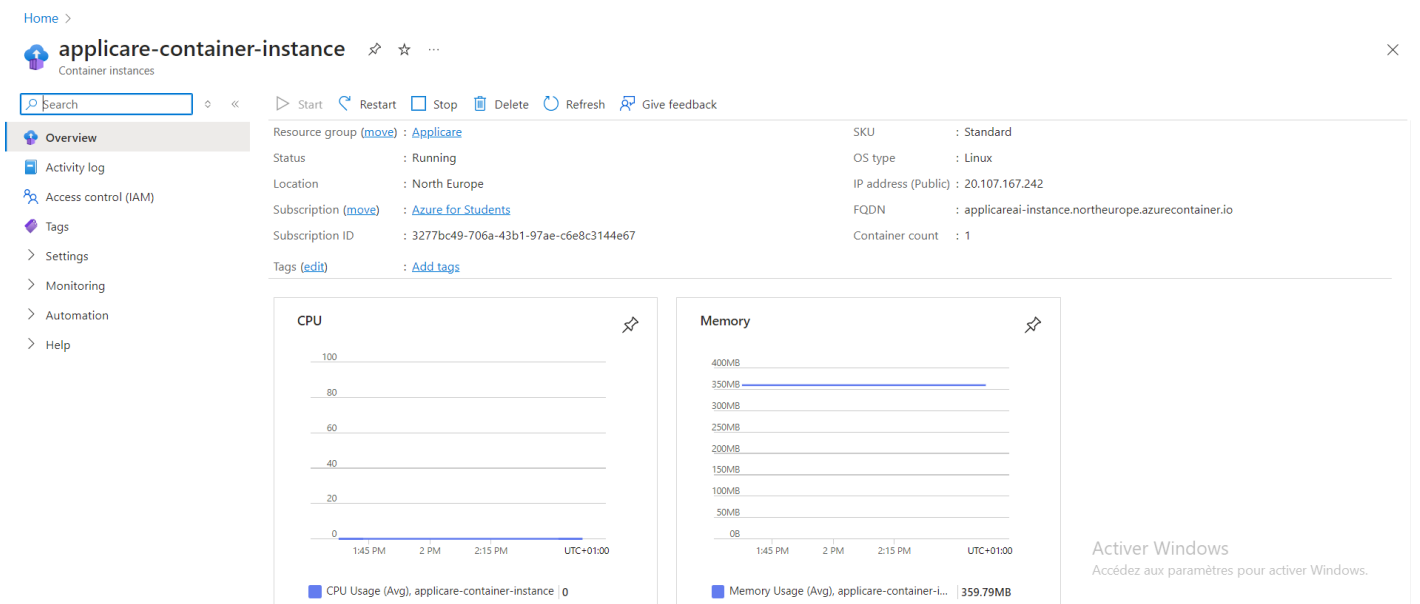 Home
applicare-container-instance
Container instances
Search
Start Restart Stop Delete Refresh Give feedback
Overview
Activity log
Access control (IAM)
Tags
Settings
Monitoring
Automation
Help
Resource group (move) : Applicare
Status : Running
Location : North Europe
Subscription (move) : Azure for Students
Subscription ID : 3277bc49-706a-43b1-97ae-c6e8c3144e67
Tags (edit) : Add tags
SKU : Standard
OS type : Linux
IP address (Public) : 20.107.167.242
FQDN : applicareai-instance.northeurope.azurecontainer.io
Container count : 1
CPU
100
80
60
40
20
0
1:45 PM 2 PM 2:15 PM UTC+01:00
CPU Usage (Avg), applicare-container-instance 0
Memory
400MB
350MB
300MB
250MB
200MB
150MB
100MB
50MB
0B
1:45 PM 2 PM 2:15 PM UTC+01:00
Memory Usage (Avg), applicare-container-i... 359.79MB
Activer Windows
Accédez aux paramètres pour activer Windows.